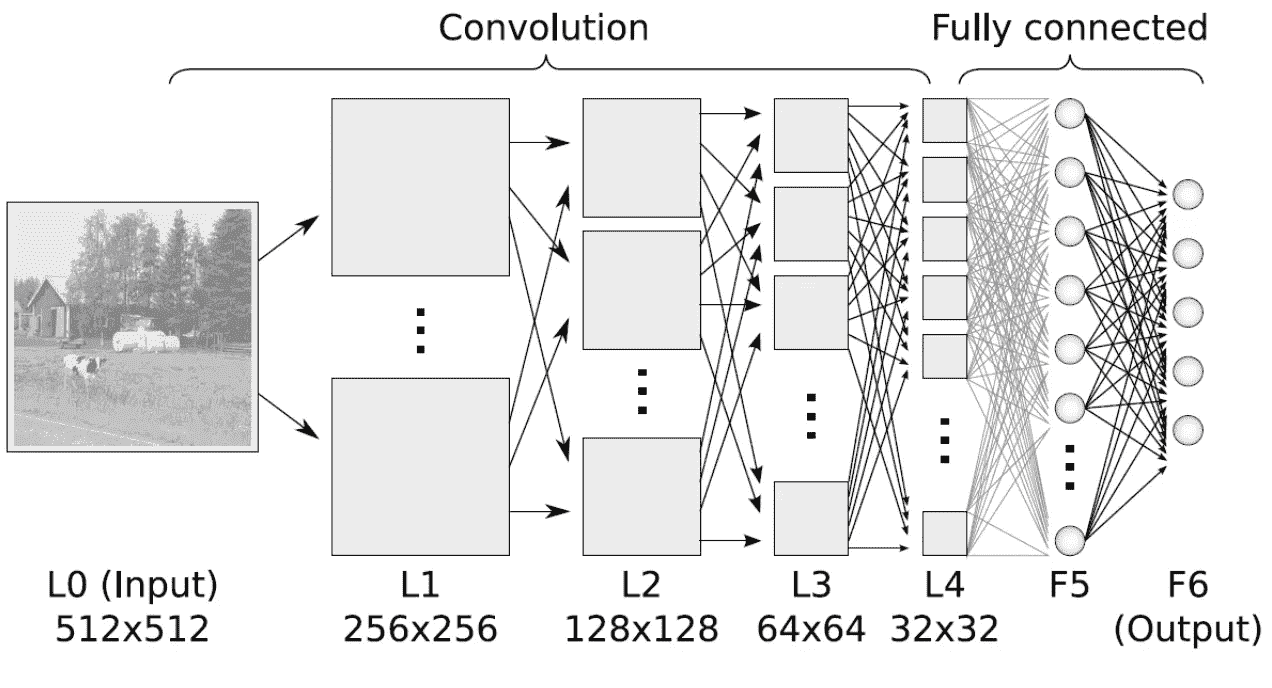 Convolution
Fully connected
L0 (Input)
512x512
L1
256x256
L2
128x128
L3
64x64
L4
32x32
F5
F6
(Output)